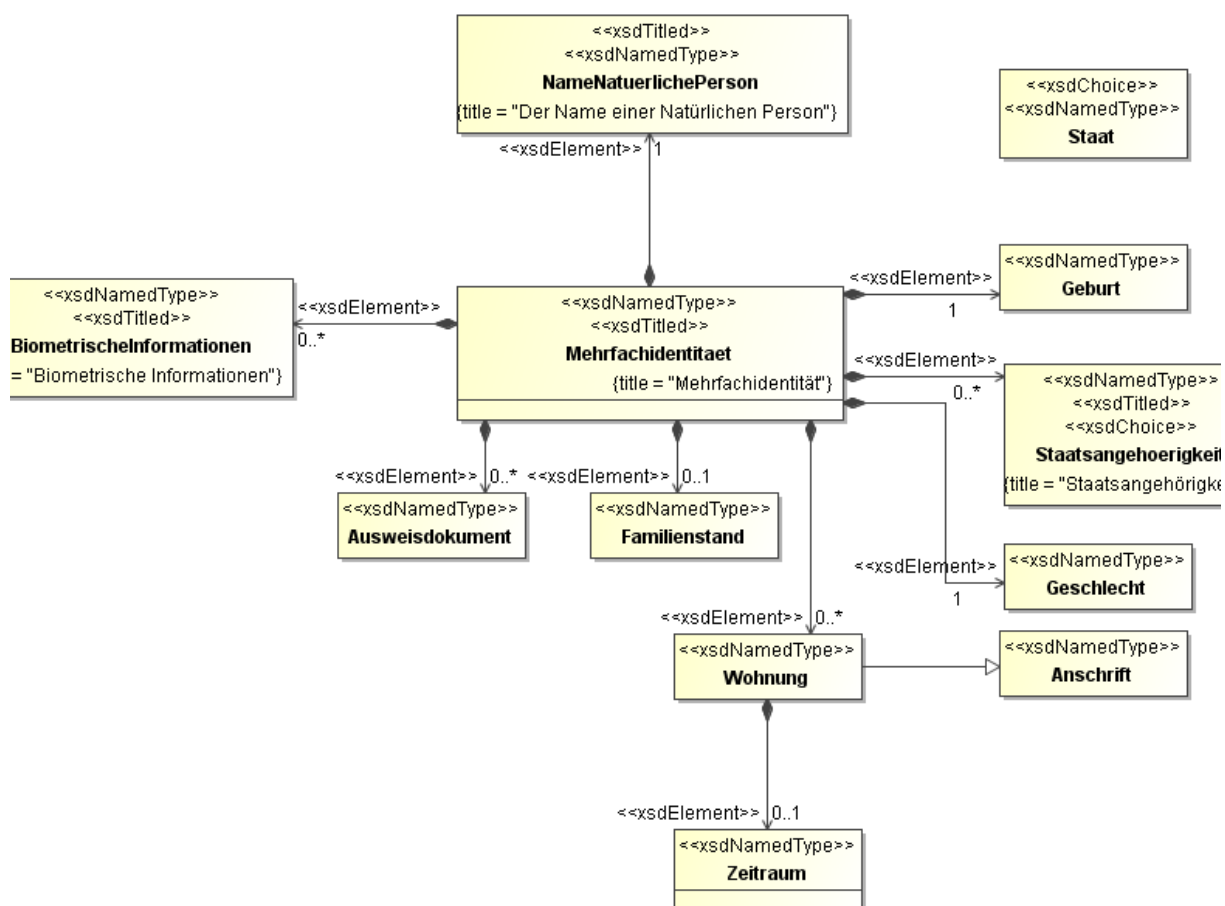 <<xsdTitled>>
<<xsdNamedType>>
NameNatuerlichePerson
{title = "Der Name einer Natürlichen Person"}
<<xsdChoice>>
<<xsdNamedType>>
Staat
<<xsdElement>> 1
<<xsdNamedType>>
<<xsdTitled>>
BiometrischeInformationen
= "Biometrische Informationen"}
<<xsdElement>>
0..*
<<xsdNamedType>>
<<xsdTitled>>
Mehrfachidentitaet
{title = "Mehrfachidentität"}
<<xsdElement>>
1
<<xsdNamedType>>
Geburt
<<xsdElement>>
0..*
<<xsdNamedType>>
<<xsdTitled>>
<<xsdChoice>>
Staatsangehoerigkeit
{title = "Staatsangehörigke
<<xsdElement>> 0..*
<<xsdNamedType>>
Ausweisdokument
<<xsdElement>> 0..1
<<xsdNamedType>>
Familienstand
<<xsdElement>>
1
<<xsdNamedType>>
Geschlecht
<<xsdElement>> 0..*
<<xsdNamedType>>
Wohnung
<<xsdNamedType>>
Anschrift
<<xsdElement>> 0..1
<<xsdNamedType>>
Zeitraum